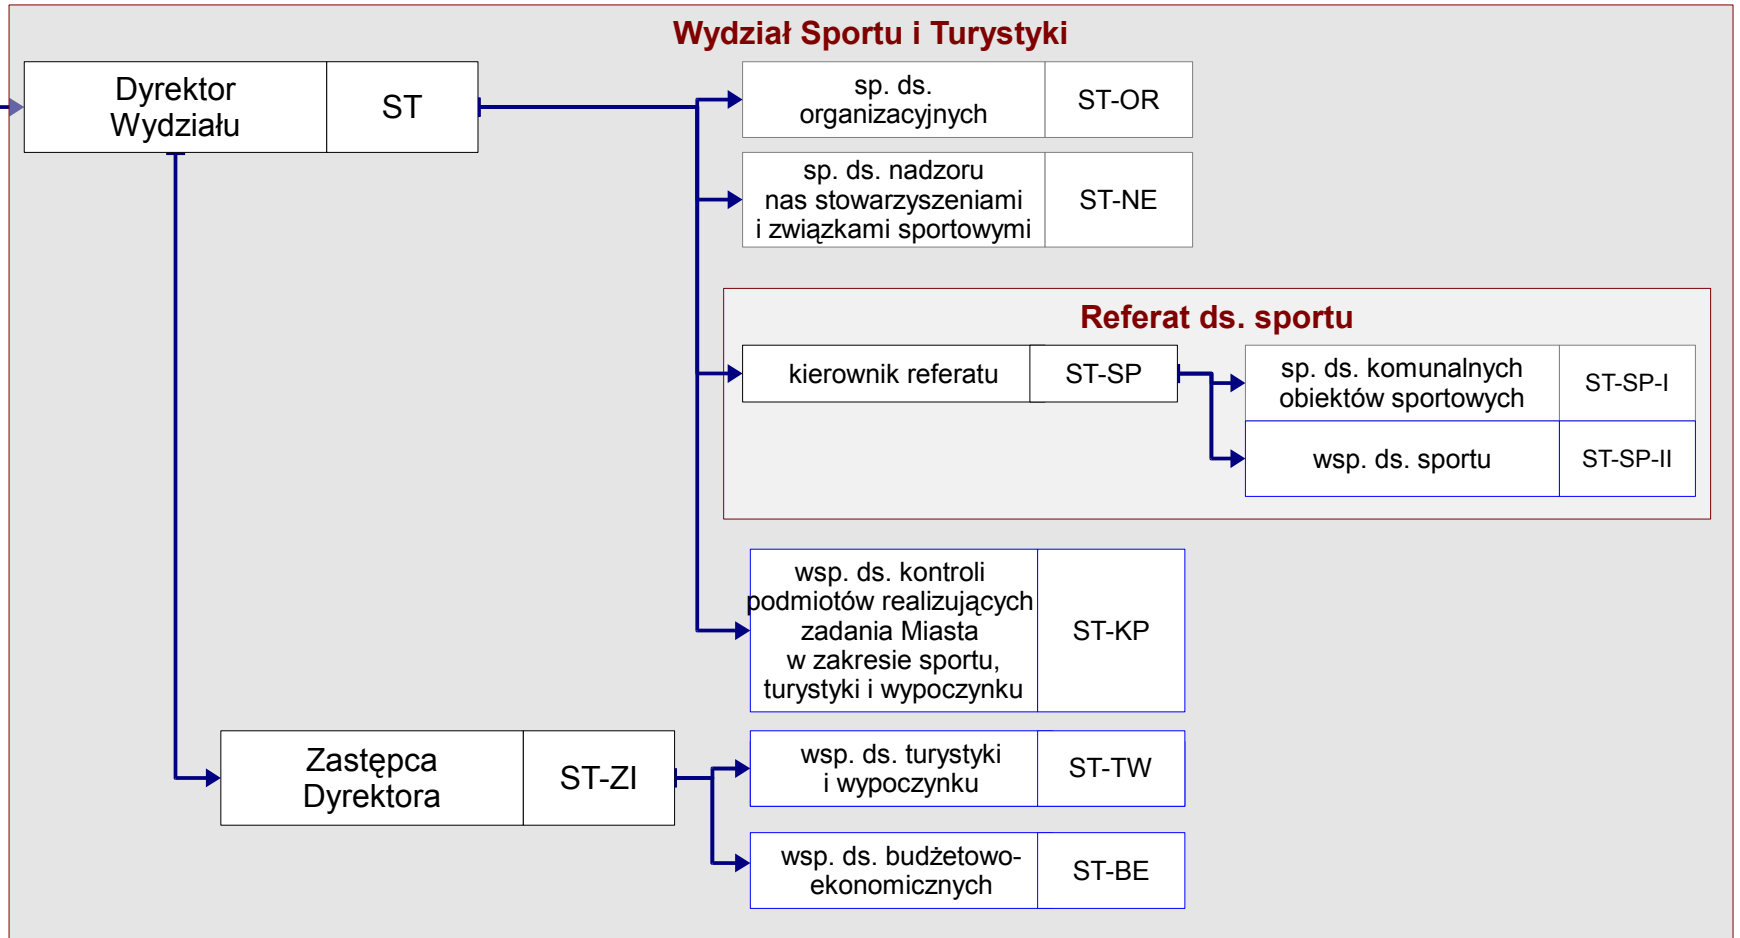 Wydział Sportu i Turystyki
Dyrektor
Wydziału
ST
sp. ds.
organizacyjnych
ST-OR
sp. ds. nadzoru
nas stowarzyszeniami
i związkami sportowymi
ST-NE
Referat ds. sportu
kierownik referatu
ST-SP
sp. ds. komunalnych
obiektów sportowych
ST-SP-I
wsp. ds. sportu
ST-SP-II
wsp. ds. kontroli
podmiotów realizujących
zadania Miasta
w zakresie sportu,
turystyki i wypoczynku
ST-KP
Zastępca
Dyrektora
ST-ZI
wsp. ds. turystyki
i wypoczynku
ST-TW
wsp. ds. budżetowo-
ekonomicznych
ST-BE